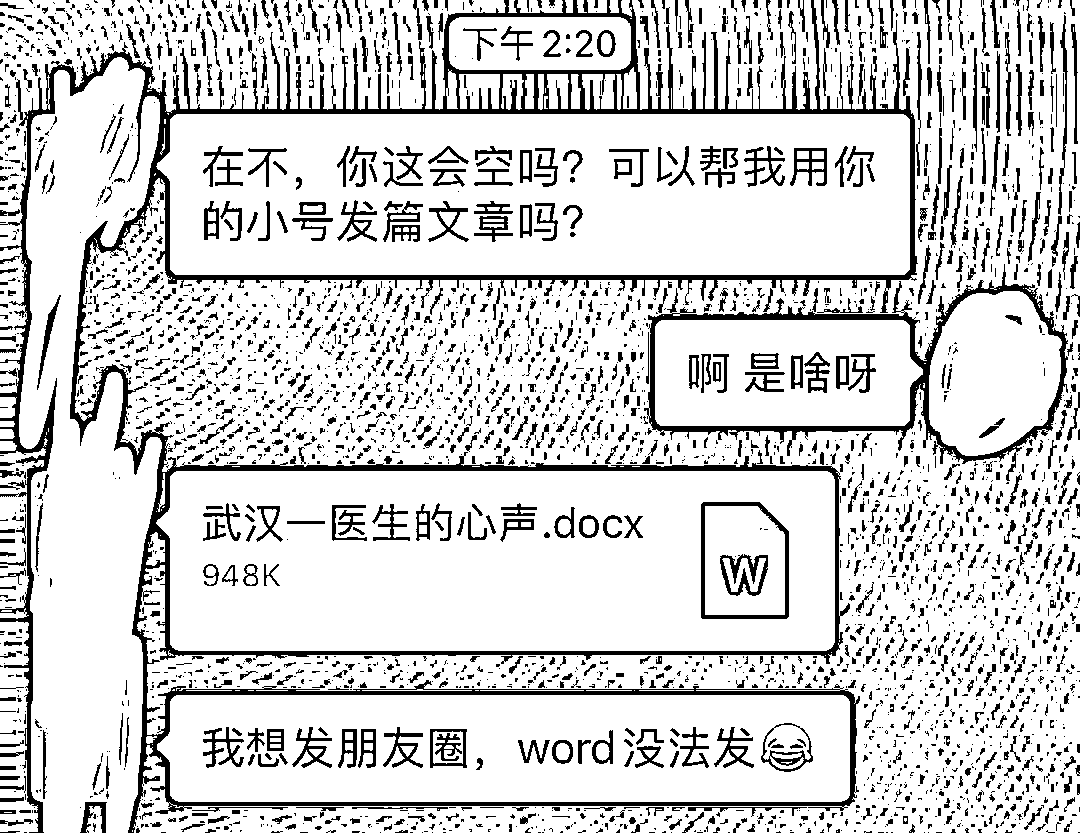 下午2:20
在不，你这会空吗？可以帮我用你
的小号发篇文章吗？
啊 是啥呀
武汉一医生的心声.docx
948K
W
我想发朋友圈，word没法发😂